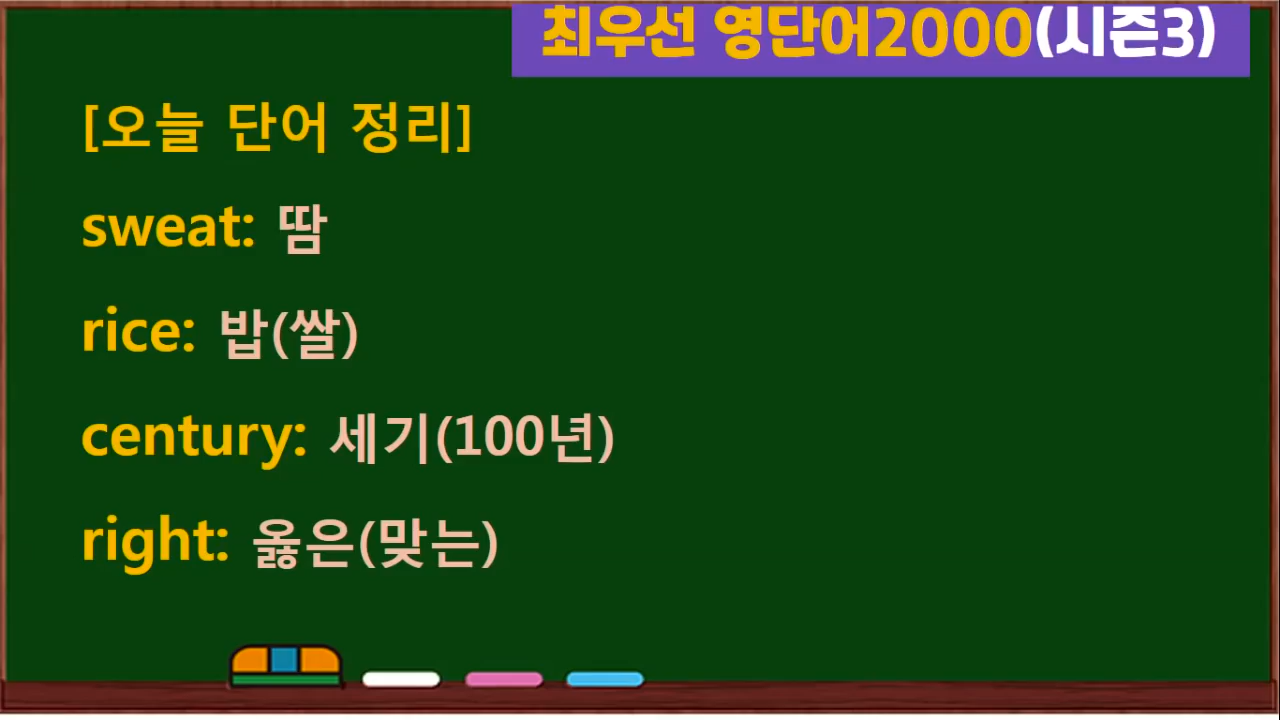 최우선 영단어2000(시즌3)
[오늘 단어 정리]
sweat: 땀
rice: 밥(쌀)
century: 세기(100년)
right: 옳은(맞는)